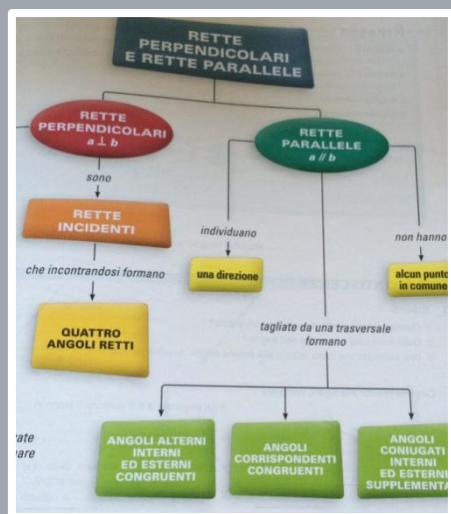 RETTE
PERPENDICOLARI
E RETTE PARALLELE
RETTE
PERPENDICOLARI
a ⊥ b
RETTE
PARALLELE
a // b
sono
RETTE
INCIDENTI
individuano
non hanno
una direzione
alcun punto
in comune
che incontrandosi formano
QUATTRO
ANGOLI RETTI
tagliate da una trasversale
formano
ANGOLI ALTERNI
INTERNI
ED ESTERNI
CONGRUENTI
ANGOLI
CORRISPONDENTI
CONGRUENTI
ANGOLI
CONIUGATI
INTERNI
ED ESTERNI
SUPPLEMENTA